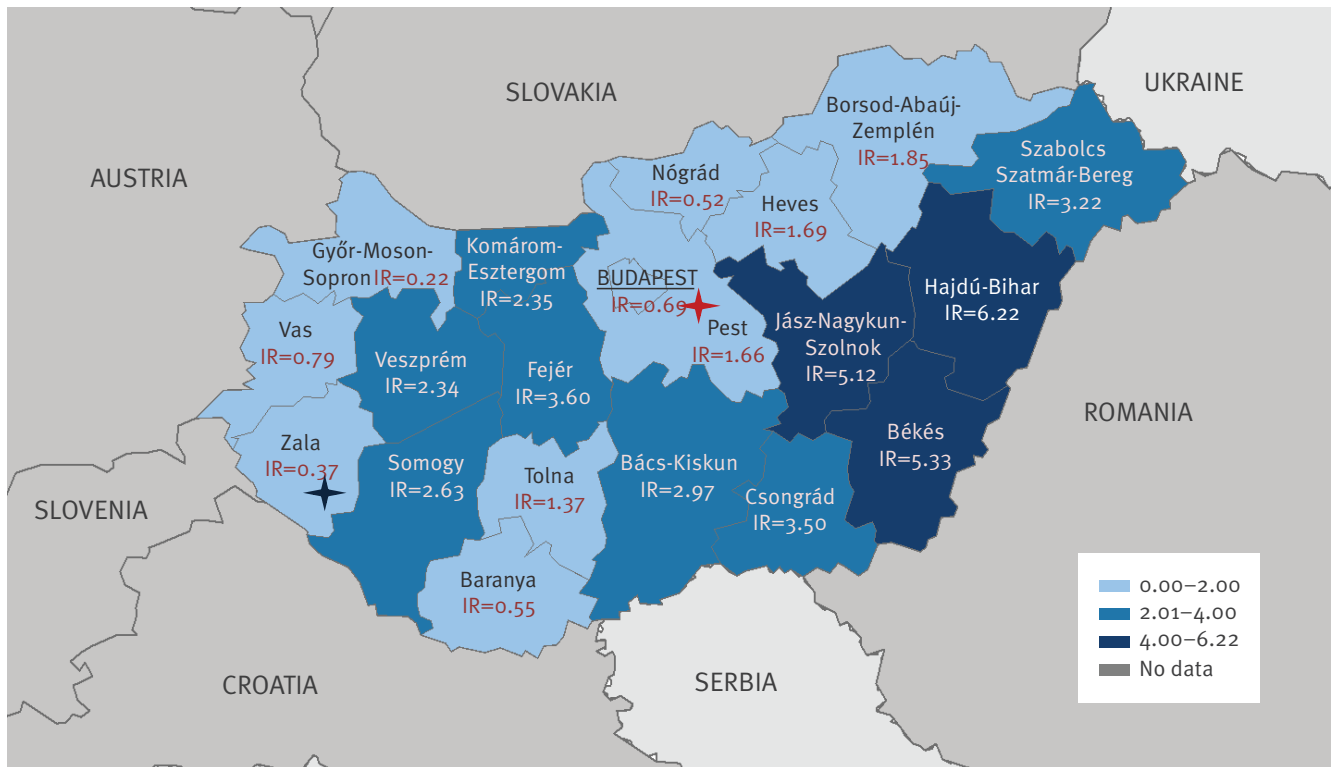 UKRAINE
SLOVAKIA
AUSTRIA
Borsod-Abaúj-
Zemplén
IR=1.85
Szabolcs
Szatmár-Bereg
IR=3.22
Nógrád
IR=0.52
Heves
IR=1.69
Győr-Moson-
Sopron IR=0.22
Komárom-
Esztergom
IR=2.35
BUDAPEST
IR=0.69
Pest
IR=1.66
Hajdú-Bihar
IR=6.22
Jász-Nagykun-
Szolnok
IR=5.12
Vas
IR=0.79
Veszprém
IR=2.34
Fejér
IR=3.60
ROMANIA
Békés
IR=5.33
Zala
IR=0.37
Somogy
IR=2.63
Tolna
IR=1.37
Bács-Kiskun
IR=2.97
Csongrád
IR=3.50
SLOVENIA
Baranya
IR=0.55
CROATIA
SERBIA
0.00–2.00
2.01–4.00
4.00–6.22
No data